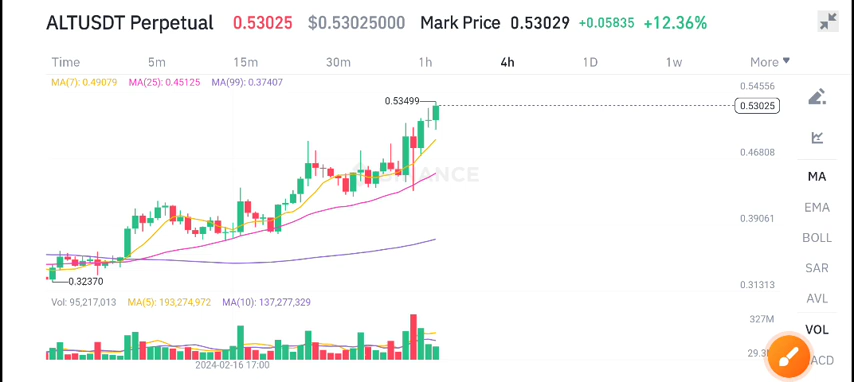 ALTUSDT Perpetual 0.53025 $0.53025000 Mark Price 0.53029 +0.05835 +12.36%
Time 5m 15m 30m 1h 4h 1D 1w More
MA(7): 0.49079 MA(25): 0.45125 MA(99): 0.37407
0.54556
0.53499
0.53025
0.46808
MA
EMA
0.39061
BOLL
SAR
0.32370
0.31313
AVL
Vol: 95,217,013 MA(5): 193,274,972 MA(10): 137,277,329
327M
VOL
2024-02-16 17:00